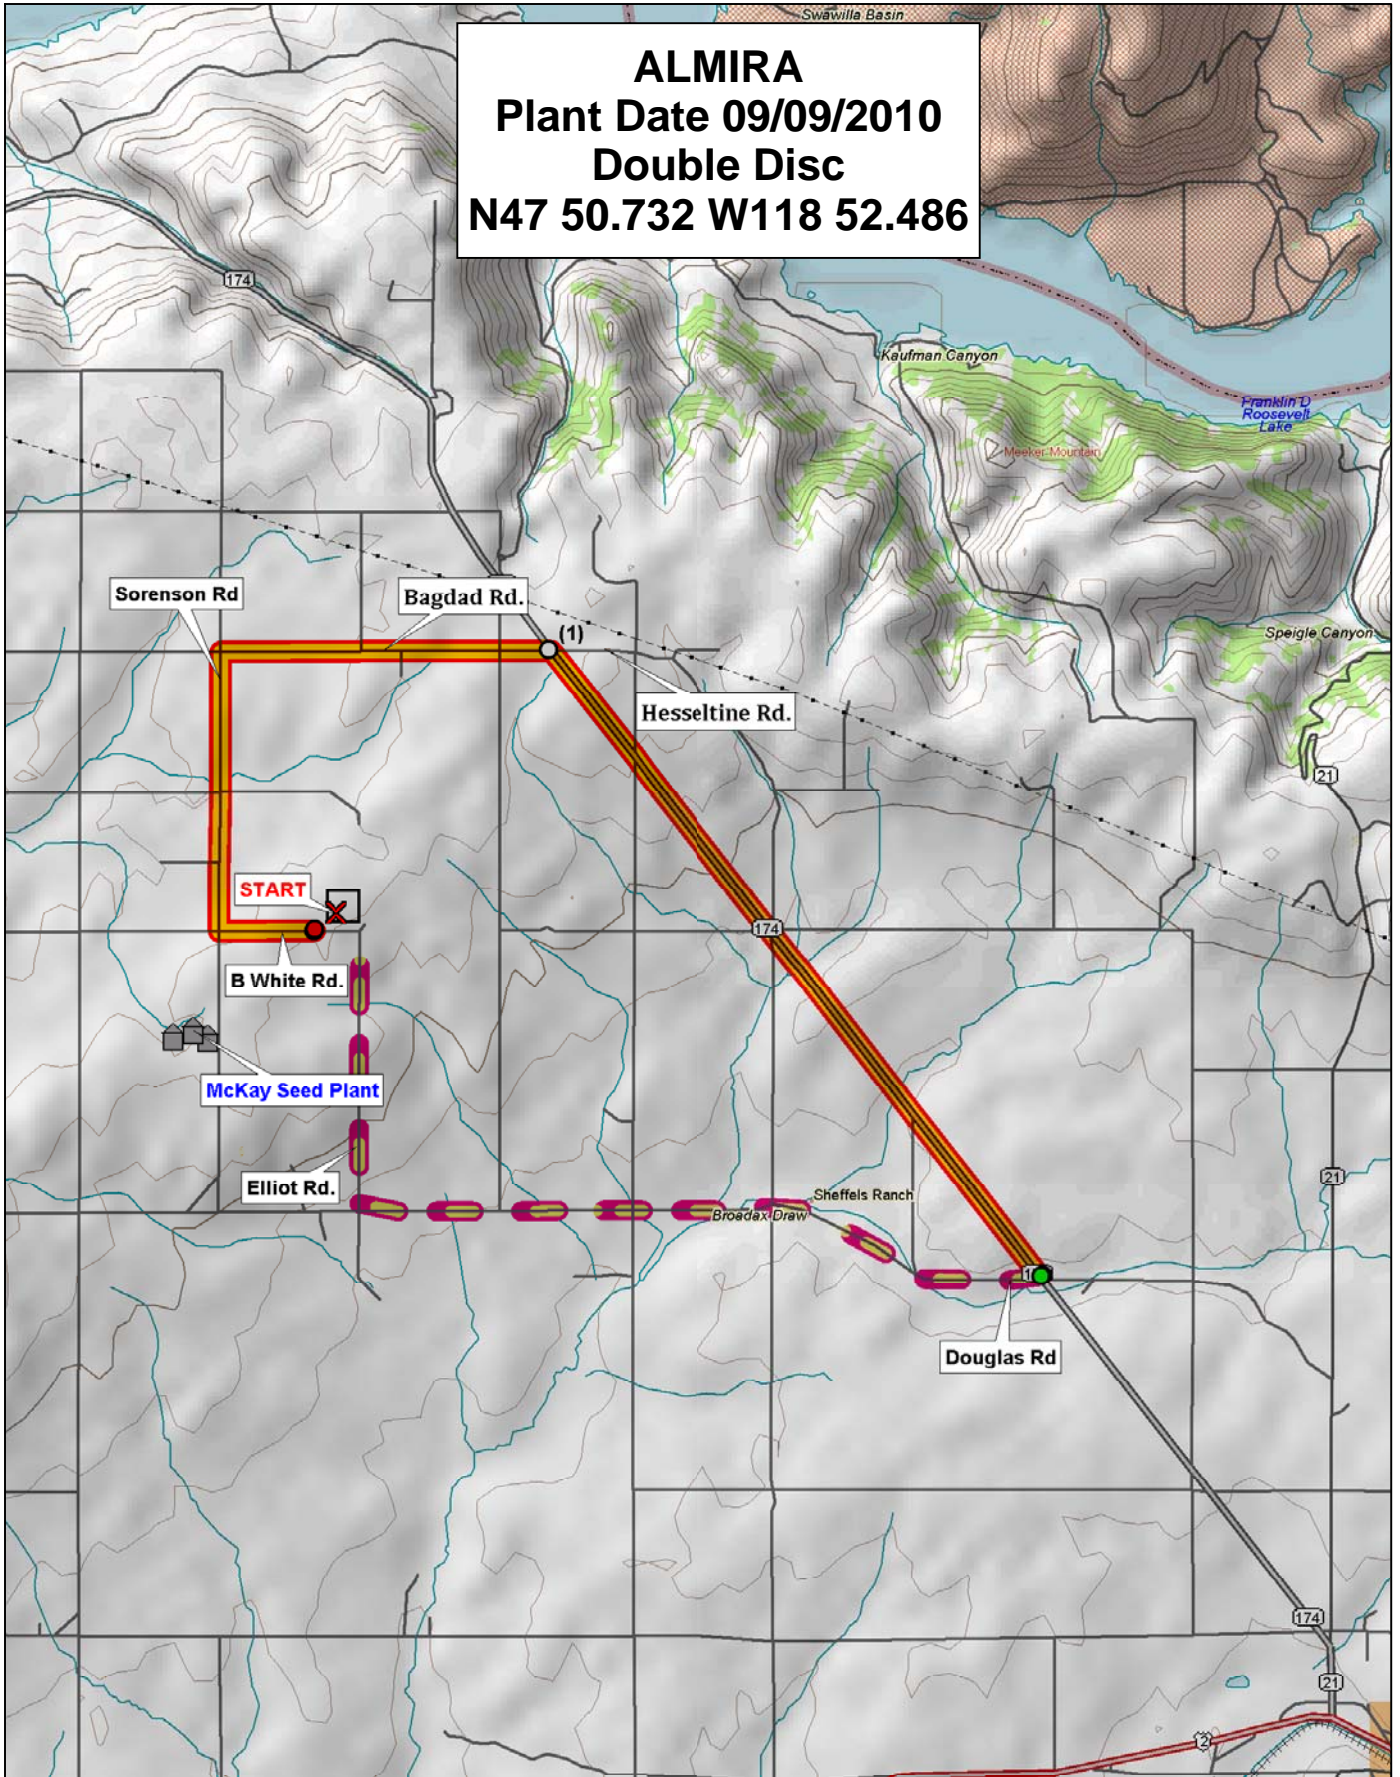 Swawilla Basin
ALMIRA
Plant Date 09/09/2010
Double Disc
N47 50.732 W118 52.486
174
Kaufman Canyon
Franklin D
Roosevelt
Lake
Meeker Mountain
Sorenson Rd
Bagdad Rd.
(1)
Speigle Canyon
Hesseltine Rd.
21
START
174
B White Rd.
McKay Seed Plant
Elliot Rd.
21
Sheffels Ranch
Broadax Draw
Douglas Rd
174
21
2